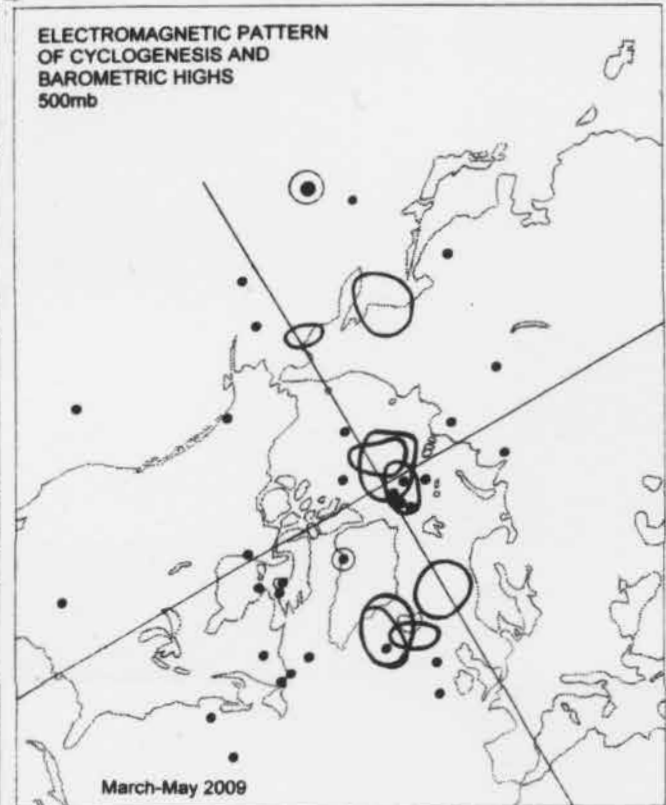 ELECTROMAGNETIC PATTERN
OF CYCLOGENESIS AND
BAROMETRIC HIGHS
500mb
March-May 2009